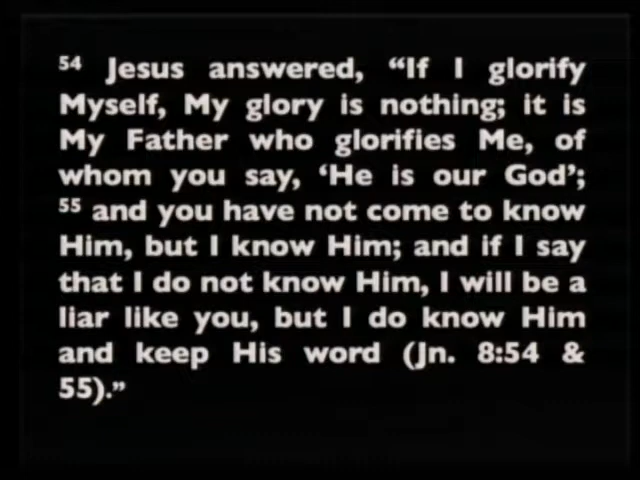 54 Jesus answered, “If I glorify
Myself, My glory is nothing; it is
My Father who glorifies Me, of
whom you say, ‘He is our God’;
55 and you have not come to know
Him, but I know Him; and if I say
that I do not know Him, I will be a
liar like you, but I do know Him
and keep His word (Jn. 8:54 &
55).”